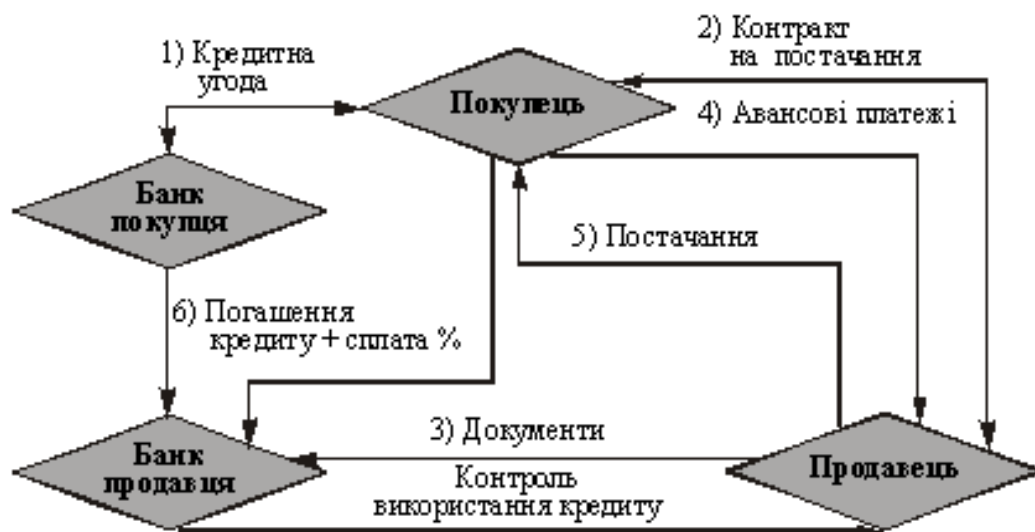 1) Кредитна
угода
2) Контракт
на постачання
Покупець
4) Авансові платежі
Банк
покупця
5) Постачання
6) Погашення
кредиту + сплата %
3) Документи
Банк
продавця
Контроль
використання кредиту
Продавець